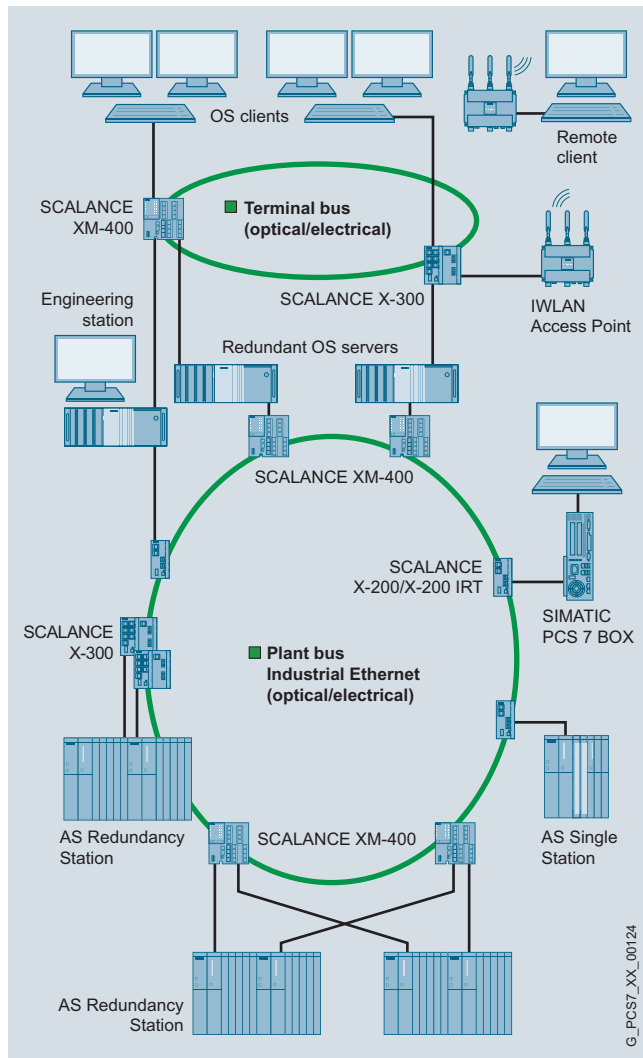 OS clients
Remote
client
SCALANCE
XM-400
Terminal bus
(optical/electrical)
SCALANCE X-300
IWLAN
Access Point
Engineering
station
Redundant OS servers
SCALANCE XM-400
SCALANCE
X-200/X-200 IRT
SIMATIC
PCS 7 BOX
SCALANCE
X-300
Plant bus
Industrial Ethernet
(optical/electrical)
AS Redundancy
Station
SCALANCE XM-400
AS Single
Station
AS Redundancy
Station
G_PCS7_XX_00124